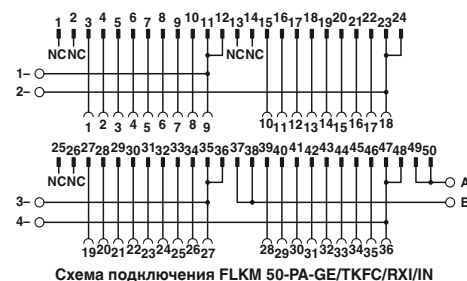 1 2 3 4 5 6 7 8 9 10 11 12 13 14 15 16 17 18 19 20 21 22 23 24
NC NC NC NC
1–
2–
1 2 3 4 5 6 7 8 9 10 11 12 13 14 15 16 17 18
25 26 27 28 29 30 31 32 33 34 35 36 37 38 39 40 41 42 43 44 45 46 47 48 49 50
NC NC
A
3– B
4–
19 20 21 22 23 24 25 26 27 28 29 30 31 32 33 34 35 36
Схема подключения FLKM 50-PA-GE/TKFC/RXI/IN